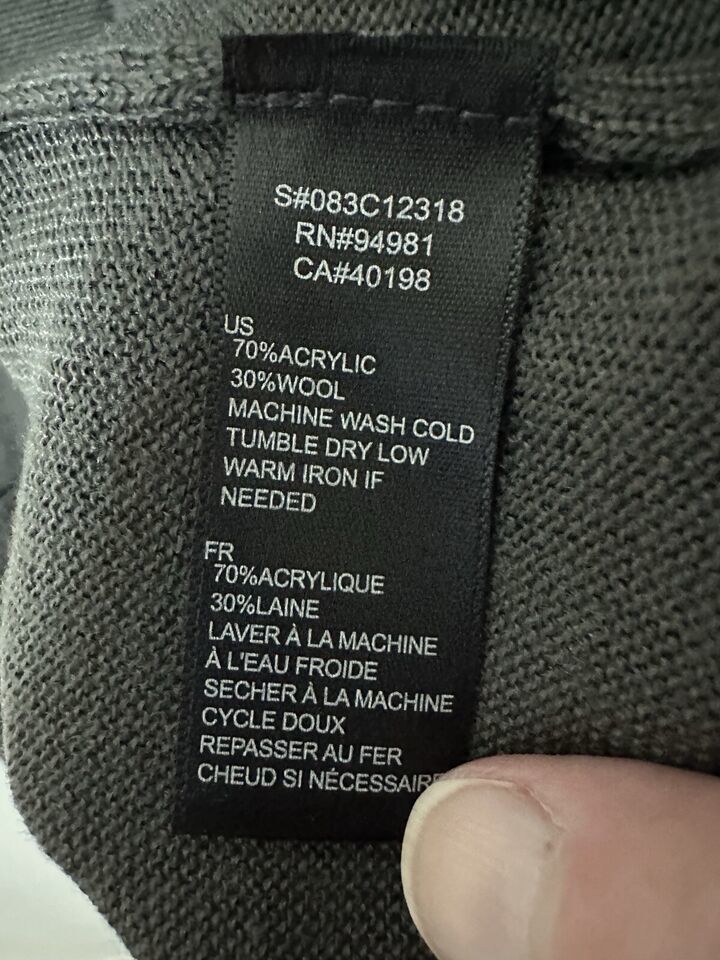 S#083C12318
RN#94981
CA#40198
US
70%ACRYLIC
30%WOOL
MACHINE WASH COLD
TUMBLE DRY LOW
WARM IRON IF
NEEDED
FR
70%ACRYLIQUE
30%LAINE
LAVER À LA MACHINE
À L'EAU FROIDE
SECHER À LA MACHINE
CYCLE DOUX
REPASSER AU FER
CHEUD SI NÉCESSAIRE